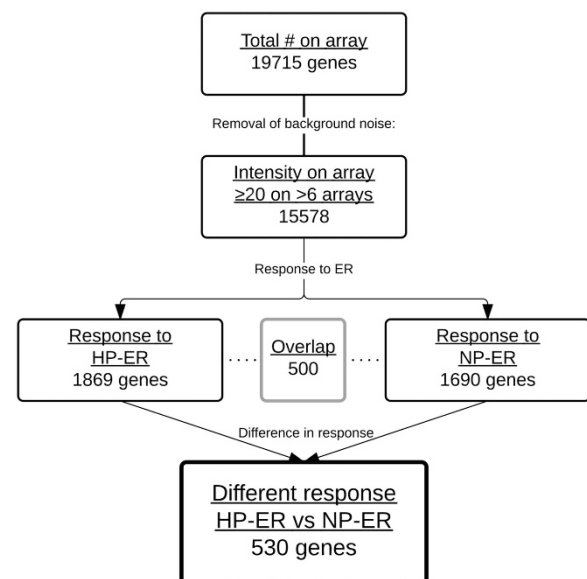 Total # on array
19715 genes
Removal of background noise:
Intensity on array
≥20 on >6 arrays
15578
Response to ER
Response to
HP-ER
1869 genes
Overlap
500
Response to
NP-ER
1690 genes
Difference in response
Different response
HP-ER vs NP-ER
530 genes